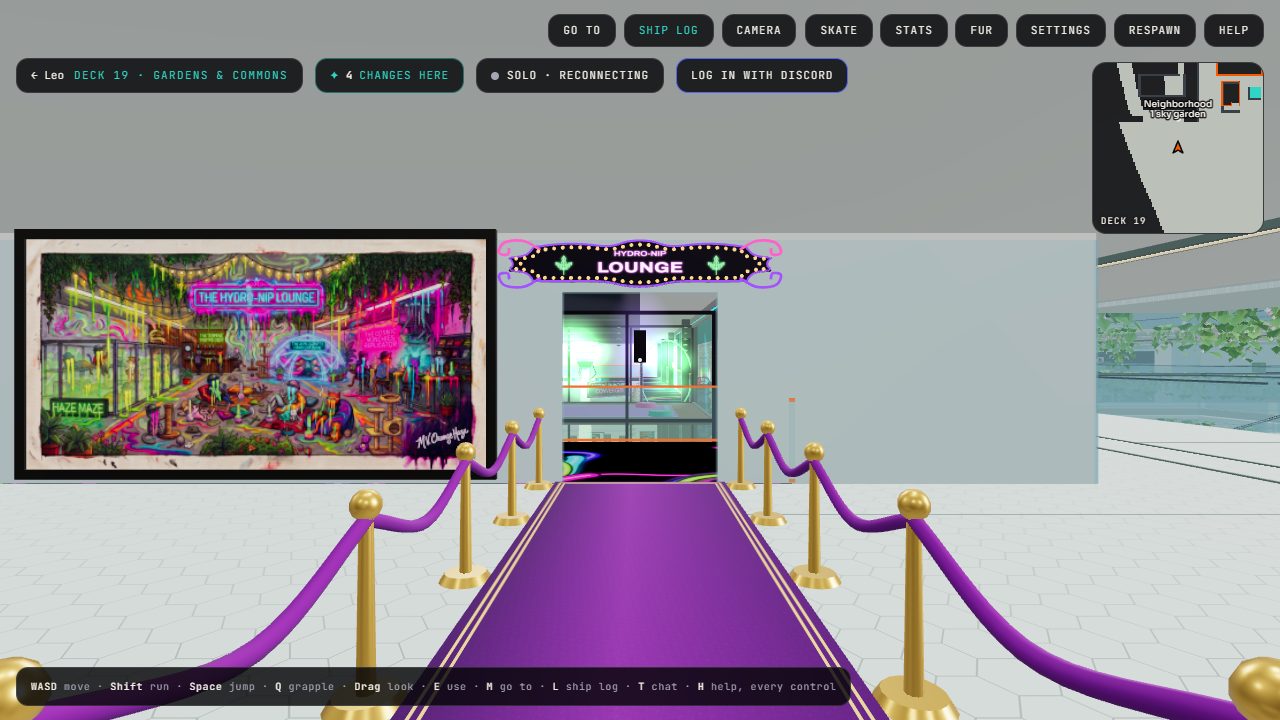 GO TO
SHIP LOG
CAMERA
SKATE
STATS
FUR
SETTINGS
RESPAWN
HELP
← Leo DECK 19 · GARDENS & COMMONS
✦ 4 CHANGES HERE
SOLO · RECONNECTING
LOG IN WITH DISCORD
Neighborhood
1 sky garden
DECK 19
HYDRO-NIP
LOUNGE
THE HYDRO-NIP LOUNGE
HAZE MAZE
WASD move · Shift run · Space jump · Q grapple · Drag look · E use · M go to · L ship log · T chat · H help, every control